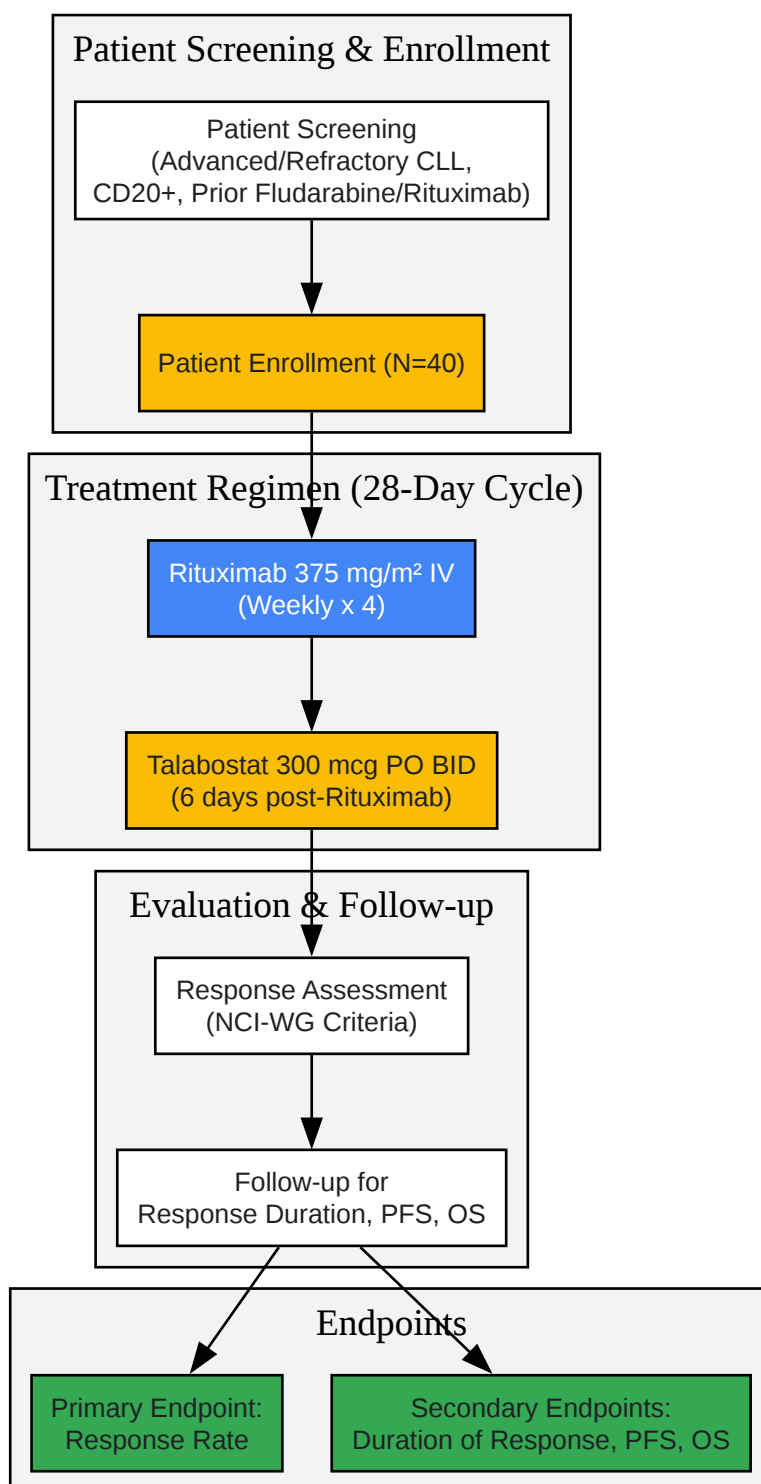 Patient Screening & Enrollment
Patient Screening
(Advanced/Refractory CLL,
CD20+, Prior Fludarabine/Rituximab)
Patient Enrollment (N=40)
Treatment Regimen (28-Day Cycle)
Rituximab 375 mg/m² IV
(Weekly x 4)
Talabostat 300 mcg PO BID
(6 days post-Rituximab)
Evaluation & Follow-up
Response Assessment
(NCI-WG Criteria)
Follow-up for
Response Duration, PFS, OS
Endpoints
Primary Endpoint:
Response Rate
Secondary Endpoints:
Duration of Response, PFS, OS